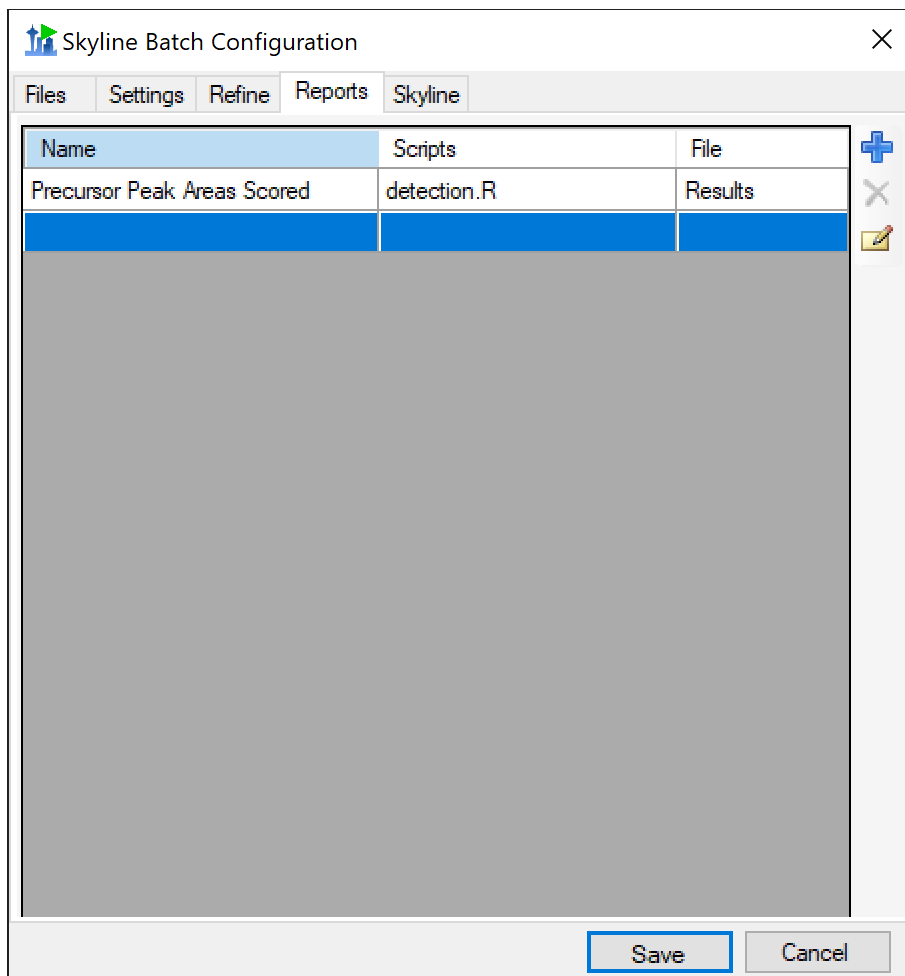 Skyline Batch Configuration
Files Settings Refine Reports Skyline
Name Scripts File
Precursor Peak Areas Scored detection.R Results
Save Cancel